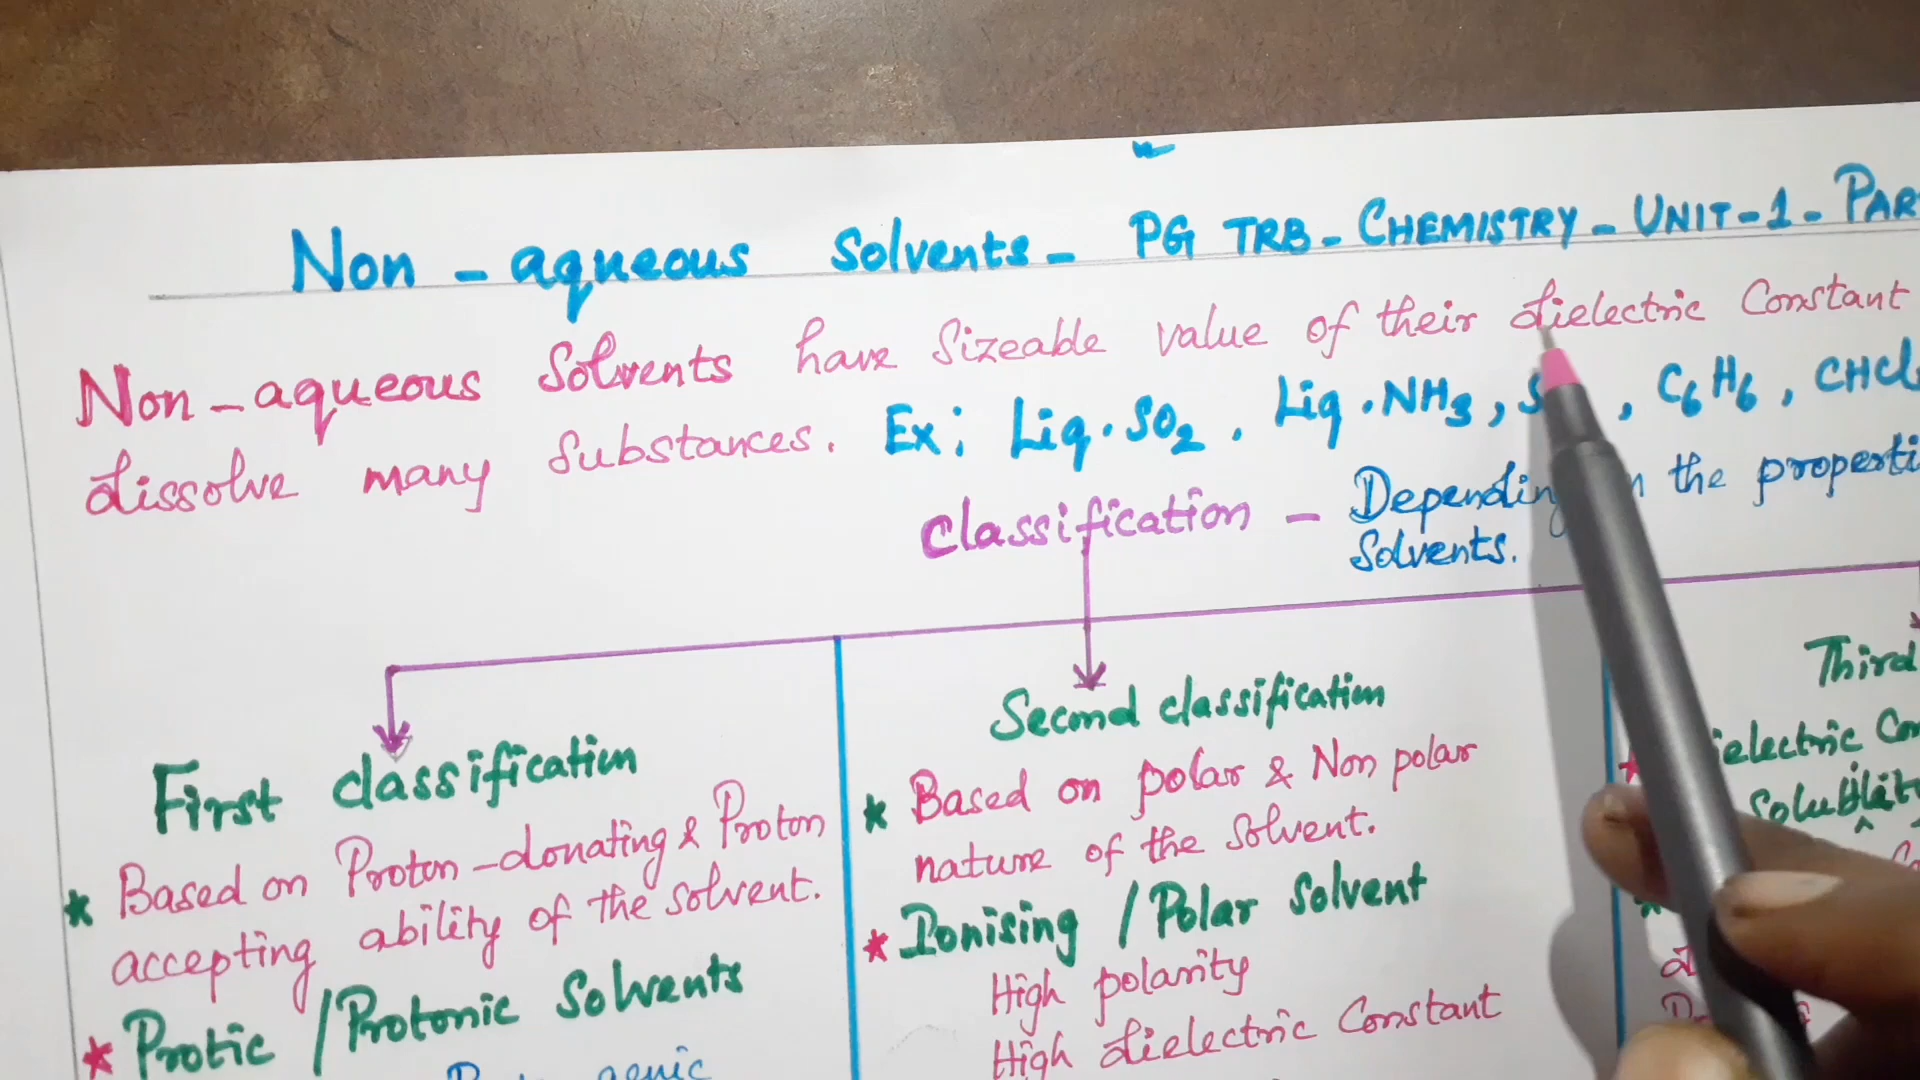 Non-aqueous Solvents- PG TRB-CHEMISTRY-UNIT-1-PAR
Non-aqueous Solvents have Sizeable value of their dielectric Constant
dissolve many Substances. Ex: Liq.SO2, Liq.NH3, C6H6, CHCl
classification - Depending the
Solvents.
First classification
* Based on Proton-donating & Proton
accepting ability of the solvent.
* Protic/Protonic Solvents
genic
Second classification
* Based on polar & Non polar
nature of the solvent.
* Ionising/Polar Solvent
High polarity
High dielectric Constant
Third